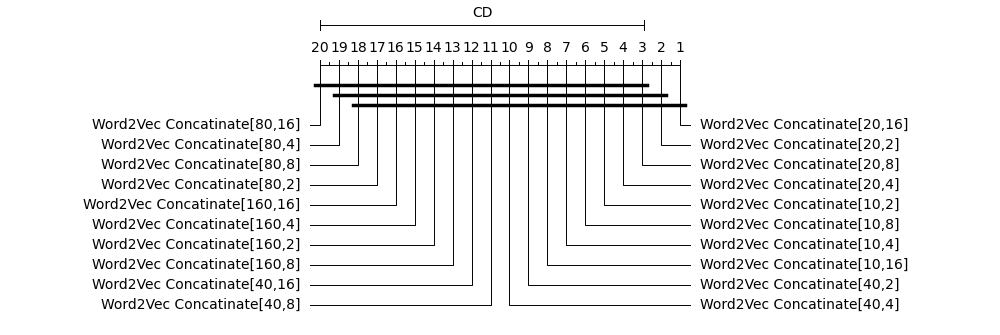 CD
20 19 18 17 16 15 14 13 12 11 10 9 8 7 6 5 4 3 2 1
Word2Vec Concatinate[80,16] Word2Vec Concatinate[20,16]
Word2Vec Concatinate[80,4] Word2Vec Concatinate[20,2]
Word2Vec Concatinate[80,8] Word2Vec Concatinate[20,8]
Word2Vec Concatinate[80,2] Word2Vec Concatinate[20,4]
Word2Vec Concatinate[160,16] Word2Vec Concatinate[10,2]
Word2Vec Concatinate[160,4] Word2Vec Concatinate[10,8]
Word2Vec Concatinate[160,2] Word2Vec Concatinate[10,4]
Word2Vec Concatinate[160,8] Word2Vec Concatinate[10,16]
Word2Vec Concatinate[40,16] Word2Vec Concatinate[40,2]
Word2Vec Concatinate[40,8] Word2Vec Concatinate[40,4]